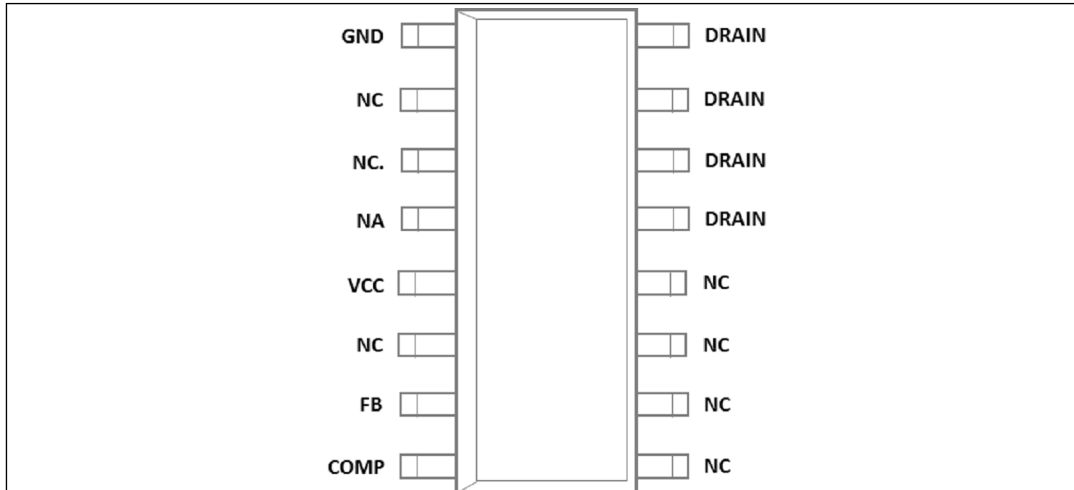 GND DRAIN
NC DRAIN
NC. DRAIN
NA DRAIN
VCC NC
NC NC
FB NC
COMP NC